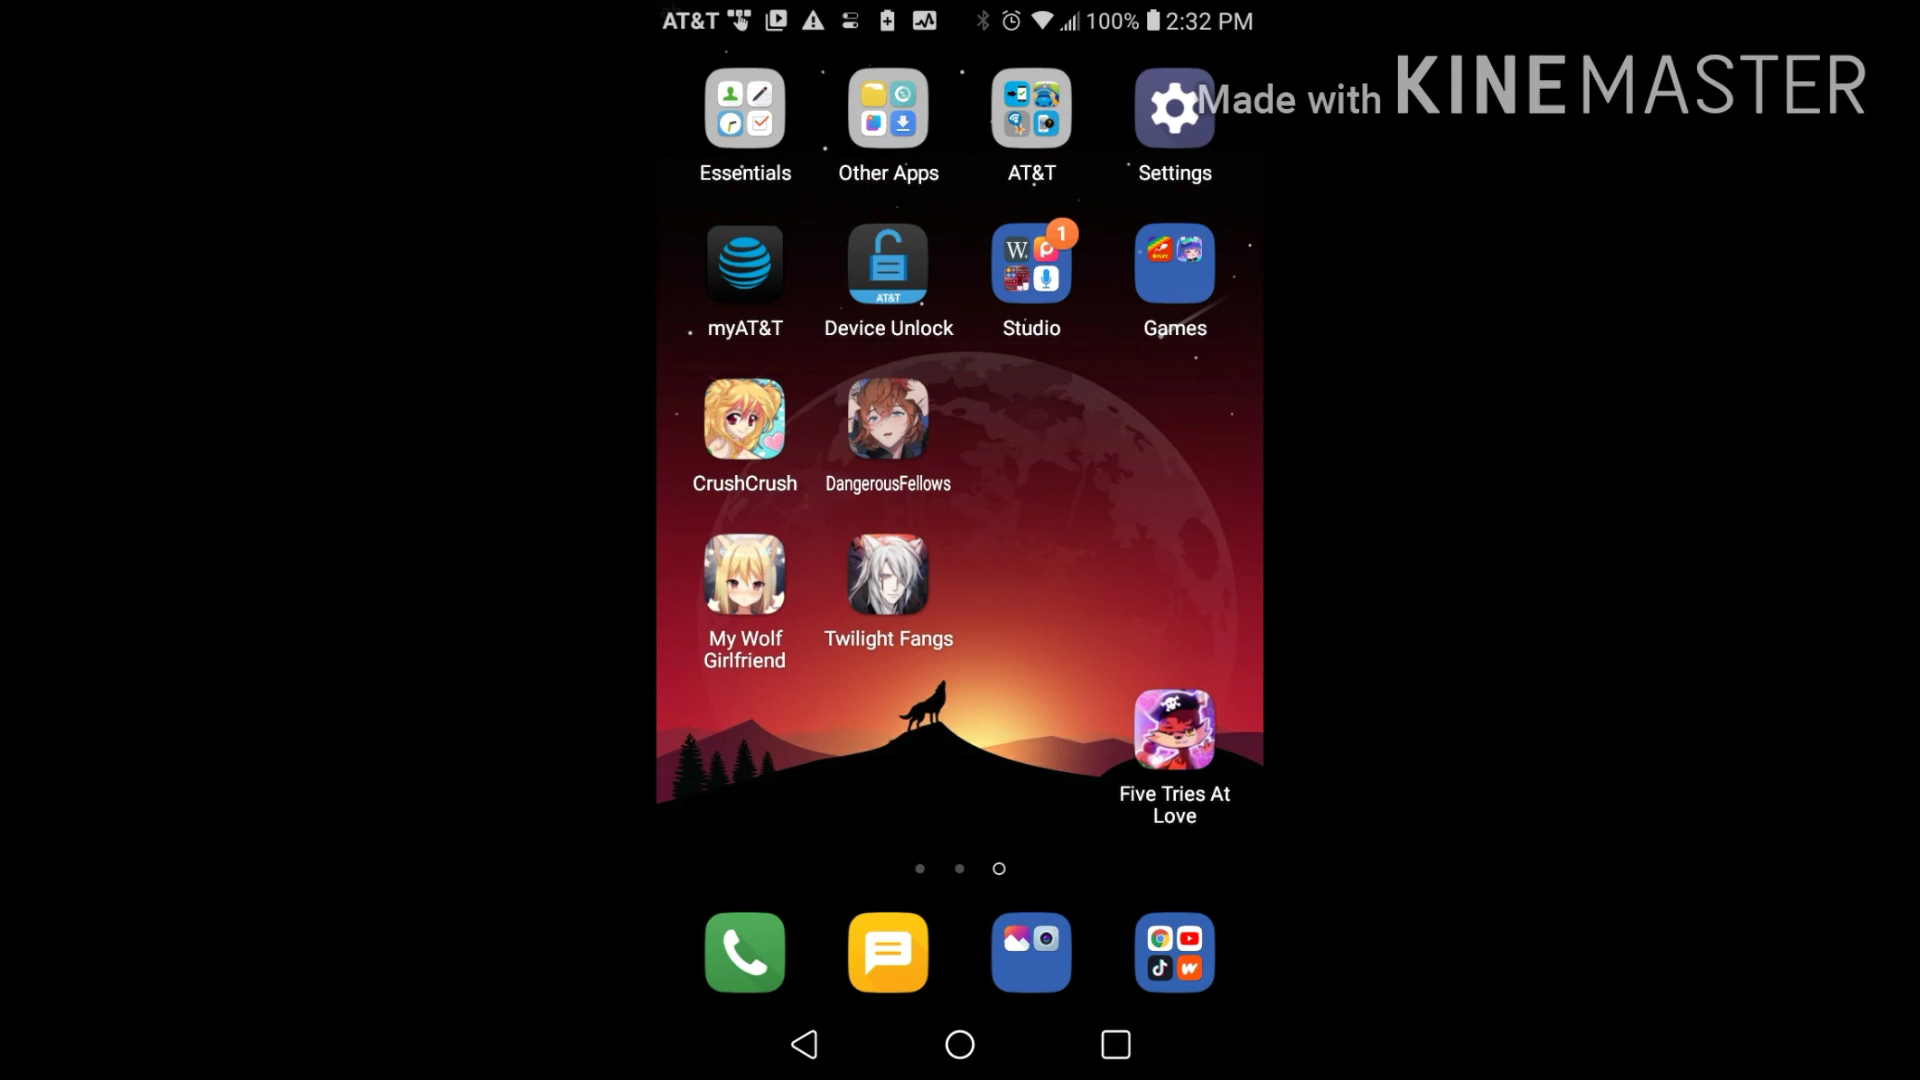 AT&T 100% 2:32 PM
Made with KINEMASTER
Essentials Other Apps AT&T Settings
W 1
AT&T
myAT&T Device Unlock Studio Games
CrushCrush DangerousFellows
My Wolf
Girlfriend
Twilight Fangs
Five Tries At
Love